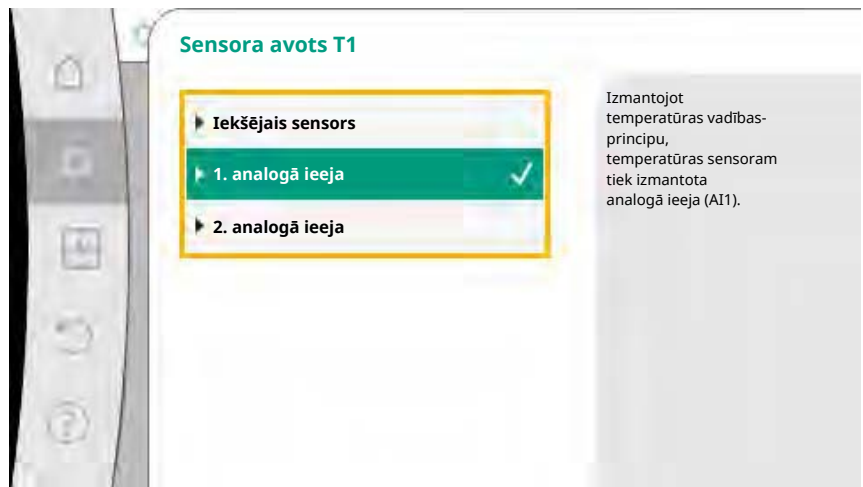 Sensora avots T1
Iekšējais sensors
1. analogā ieeja
2. analogā ieeja
Izmantojot
temperatūras vadības-
principu,
temperatūras sensoram
tiek izmantota
analogā ieeja (AI1).